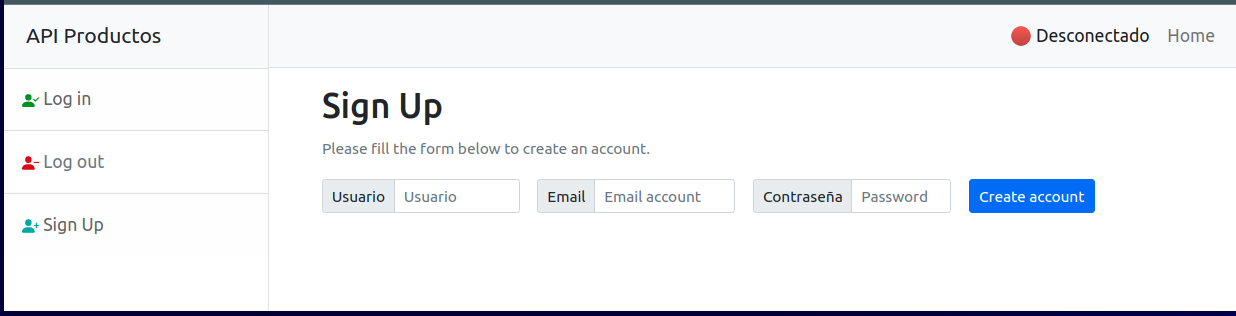 API Productos
Desconectado Home
Log in
Log out
Sign Up
Sign Up
Please fill the form below to create an account.
Usuario Usuario Email Email account Contraseña Password Create account